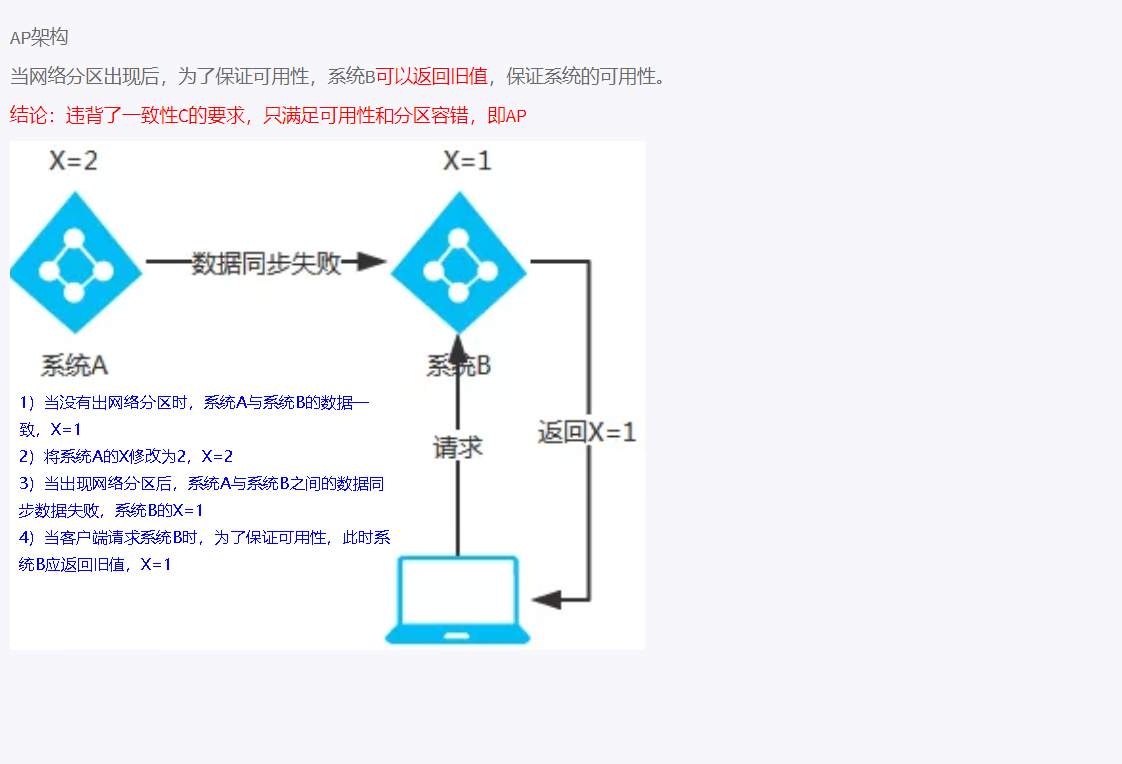 AP架构
当网络分区出现后，为了保证可用性，系统B可以返回旧值，保证系统的可用性。
结论：违背了一致性C的要求，只满足可用性和分区容错，即AP
X=2
X=1
数据同步失败
系统A
系统B
1）当没有出网络分区时，系统A与系统B的数据一
致，X=1
2）将系统A的X修改为2，X=2
3）当出现网络分区后，系统A与系统B之间的数据同
步数据失败，系统B的X=1
4）当客户端请求系统B时，为了保证可用性，此时系
统B应返回旧值，X=1
请求
返回X=1